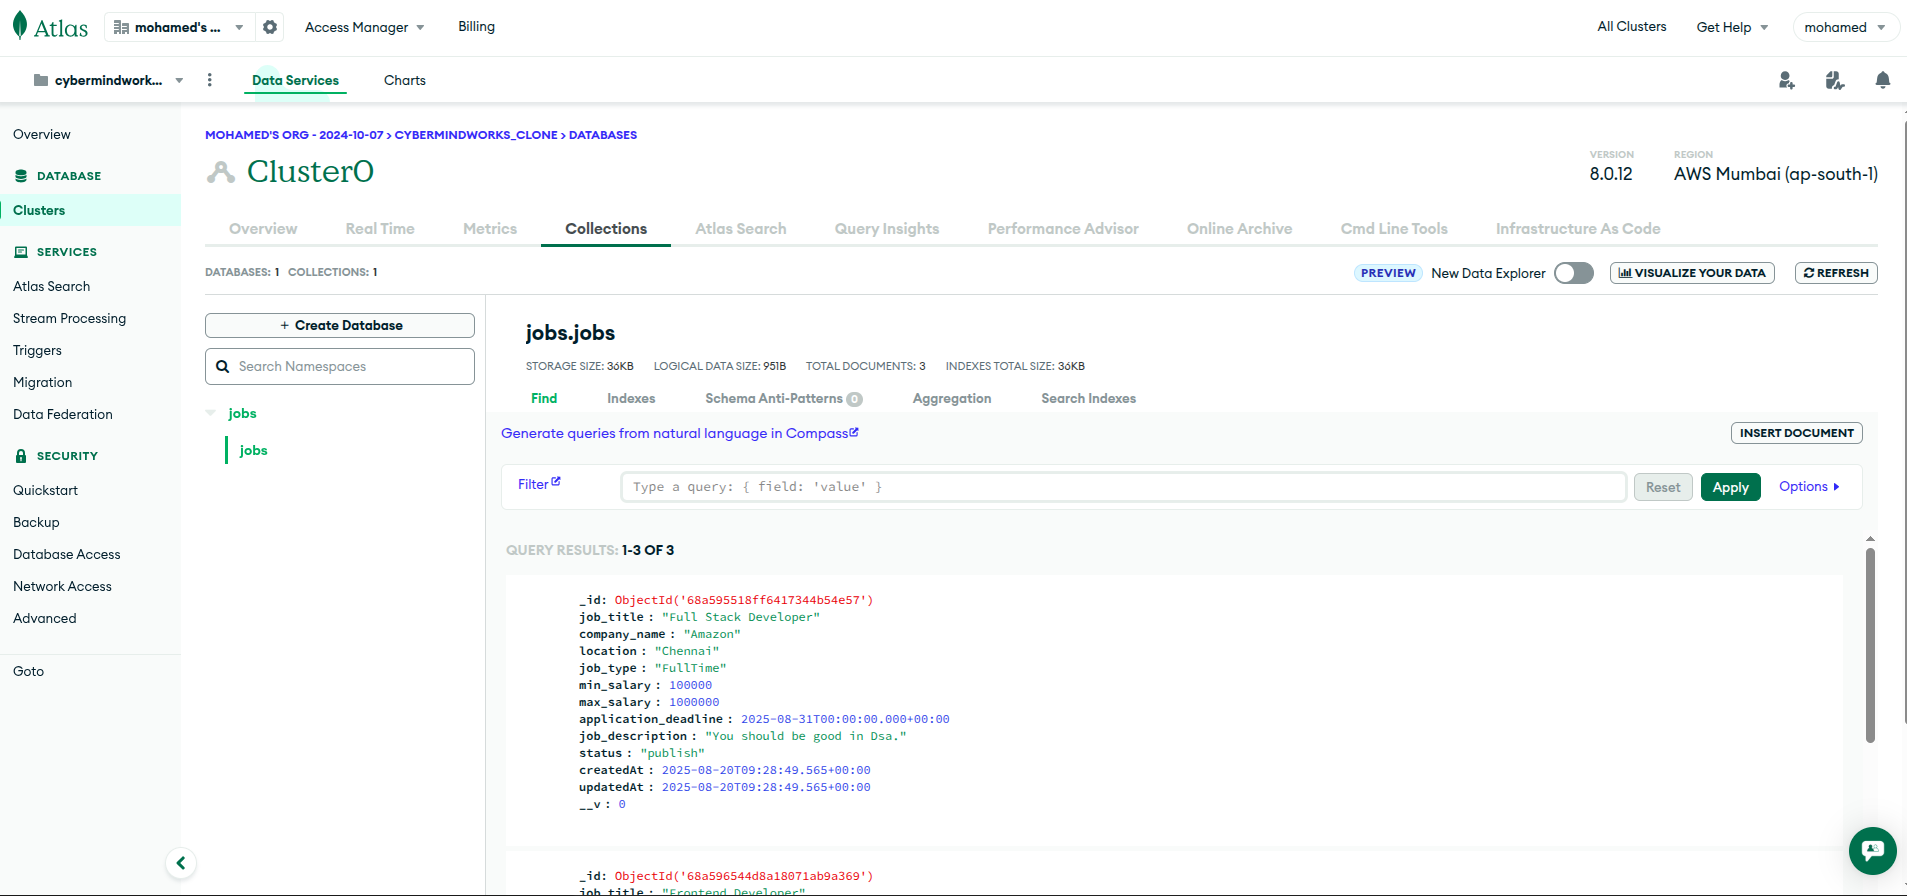 Atlas
mohamed's ...
Access Manager
Billing
All Clusters
Get Help
mohamed
cybermindwork...
Data Services
Charts
Overview
DATABASE
Clusters
SERVICES
Atlas Search
Stream Processing
Triggers
Migration
Data Federation
SECURITY
Quickstart
Backup
Database Access
Network Access
Advanced
Goto
MOHAMED'S ORG - 2024-10-07 > CYBERMINDWORKS_CLONE > DATABASES
Cluster0
VERSION
8.0.12
REGION
AWS Mumbai (ap-south-1)
Overview
Real Time
Metrics
Collections
Atlas Search
Query Insights
Performance Advisor
Online Archive
Cmd Line Tools
Infrastructure As Code
DATABASES: 1 COLLECTIONS: 1
PREVIEW New Data Explorer
VISUALIZE YOUR DATA
REFRESH
+ Create Database
Search Namespaces
jobs
jobs
jobs.jobs
STORAGE SIZE: 36KB LOGICAL DATA SIZE: 951B TOTAL DOCUMENTS: 3 INDEXES TOTAL SIZE: 36KB
Find
Indexes
Schema Anti-Patterns 0
Aggregation
Search Indexes
Generate queries from natural language in Compass
INSERT DOCUMENT
Filter
Type a query: { field: 'value' }
Reset
Apply
Options
QUERY RESULTS: 1-3 OF 3
_id: ObjectId('68a595518ff6417344b54e57')
job_title : "Full Stack Developer"
company_name : "Amazon"
location : "Chennai"
job_type : "FullTime"
min_salary : 100000
max_salary : 1000000
application_deadline : 2025-08-31T00:00:00.000+00:00
job_description : "You should be good in Dsa."
status : "publish"
createdAt : 2025-08-20T09:28:49.565+00:00
updatedAt : 2025-08-20T09:28:49.565+00:00
__v : 0
_id: ObjectId('68a596544d8a18071ab9a369')
job_title : "Frontend Developer"